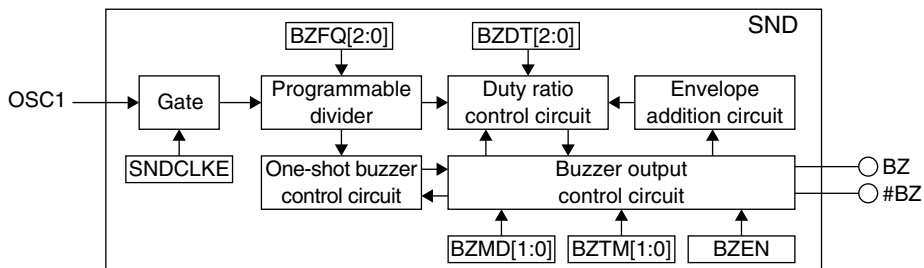 SND
BZFQ[2:0]
BZDT[2:0]
OSC1
Gate
Programmable
divider
Duty ratio
control circuit
Envelope
addition circuit
SNDCLKE
One-shot buzzer
control circuit
Buzzer output
control circuit
BZ
#BZ
BZMD[1:0]
BZTM[1:0]
BZEN